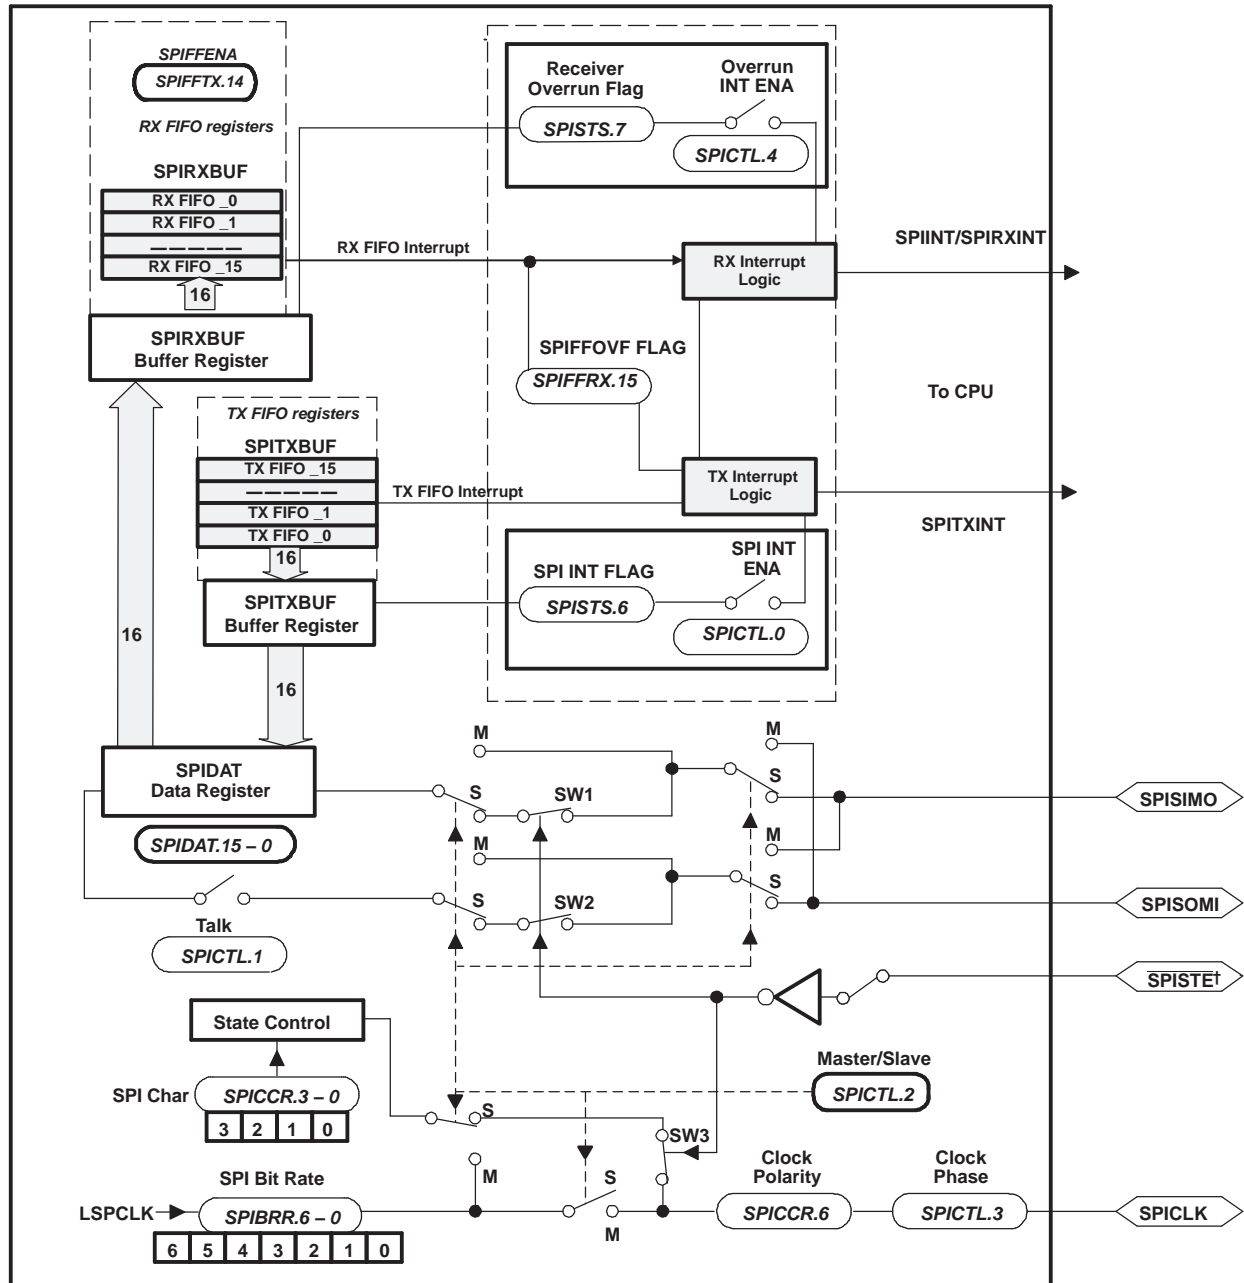 SPIFFENA
SPIFFTX.14
RX FIFO registers
SPIRXBUF
RX FIFO _0
RX FIFO _1
—————
RX FIFO _15
16
SPIRXBUF
Buffer Register
Receiver
Overrun Flag
SPISTS.7
Overrun
INT ENA
SPICTL.4
RX FIFO Interrupt
RX Interrupt
Logic
SPIINT/SPIRXINT
SPIFFOVF FLAG
SPIFFRX.15
To CPU
TX FIFO registers
SPITXBUF
TX FIFO _15
—————
TX FIFO _1
TX FIFO _0
16
TX FIFO Interrupt
TX Interrupt
Logic
SPITXINT
SPITXBUF
Buffer Register
SPI INT FLAG
SPISTS.6
SPI INT
ENA
SPICTL.0
16
16
SPIDAT
Data Register
SPIDAT.15 – 0
M
S
SW1
M
S
SPISIMO
M
S
SW2
M
S
SPISOMI
Talk
SPICTL.1
SPISTE†
State Control
Master/Slave
SPICTL.2
SPI Char
SPICCR.3 – 0
3 2 1 0
S
M
SW3
S
M
SPI Bit Rate
LSPCLK
SPIBRR.6 – 0
6 5 4 3 2 1 0
Clock
Polarity
SPICCR.6
Clock
Phase
SPICTL.3
SPICLK